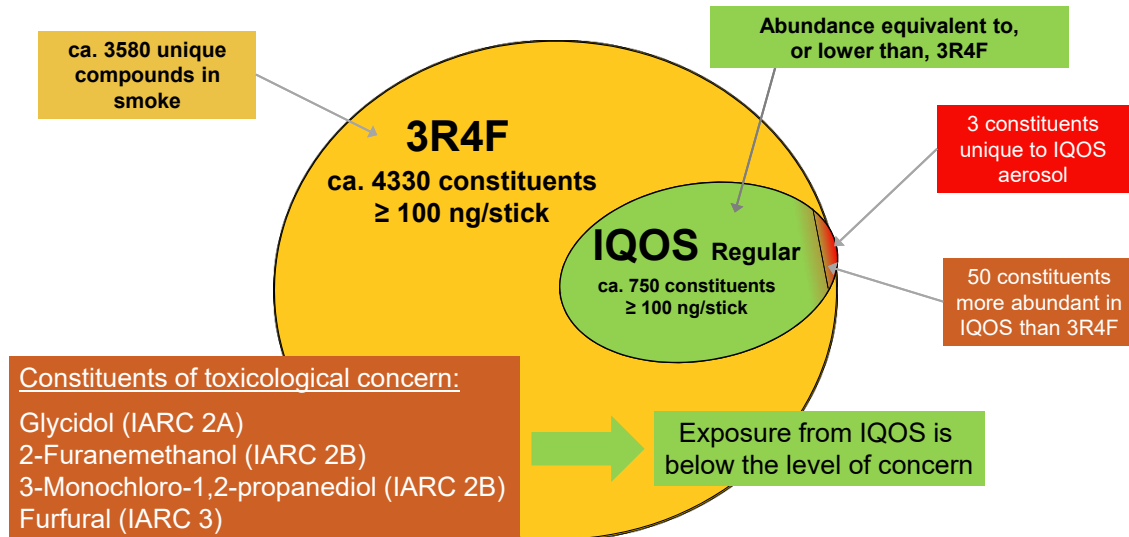 ca. 3580 unique
compounds in
smoke
Abundance equivalent to,
or lower than, 3R4F
3R4F
ca. 4330 constituents
≥ 100 ng/stick
3 constituents
unique to IQOS
aerosol
IQOS Regular
ca. 750 constituents
≥ 100 ng/stick
50 constituents
more abundant in
IQOS than 3R4F
Constituents of toxicological concern:
Glycidol (IARC 2A)
2-Furanemethanol (IARC 2B)
3-Monochloro-1,2-propanediol (IARC 2B)
Furfural (IARC 3)
Exposure from IQOS is
below the level of concern